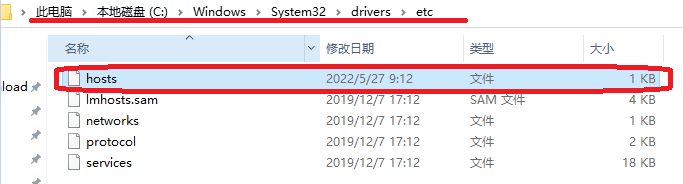 此电脑 > 本地磁盘 (C:) > Windows > System32 > drivers > etc
名称 修改日期 类型 大小
hosts 2022/5/27 9:12 文件 1 KB
lmhosts.sam 2019/12/7 17:12 SAM 文件 4 KB
networks 2019/12/7 17:12 文件 1 KB
protocol 2019/12/7 17:12 文件 2 KB
services 2019/12/7 17:12 文件 18 KB
load